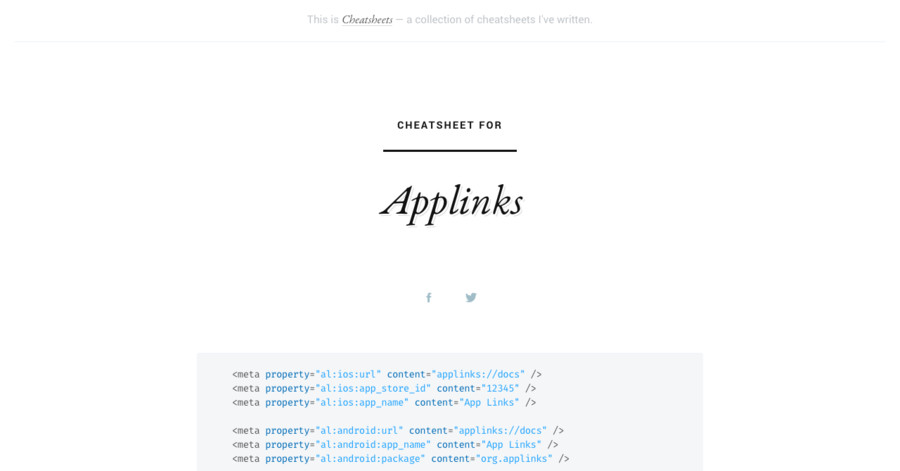 This is Cheatsheets — a collection of cheatsheets I've written.
CHEATSHEET FOR
Applinks
<meta property="al:ios:url" content="applinks://docs" />
<meta property="al:ios:app_store_id" content="12345" />
<meta property="al:ios:app_name" content="App Links" />
<meta property="al:android:url" content="applinks://docs" />
<meta property="al:android:app_name" content="App Links" />
<meta property="al:android:package" content="org.applinks" />